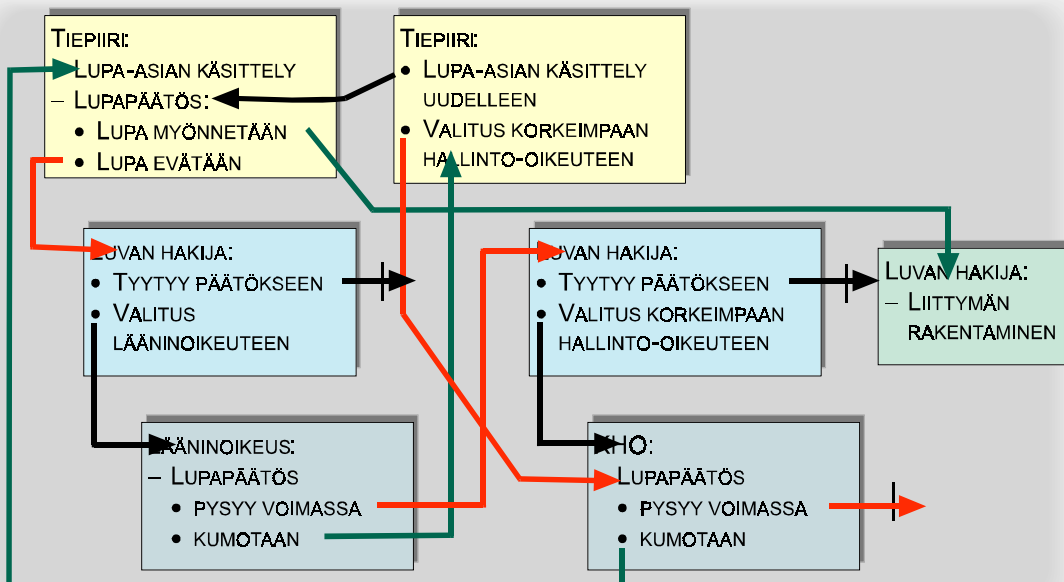 TIEPIIRI:
LUPA-ASIAN KÄSITTELY
– LUPAPÄÄTÖS:
• LUPA MYÖNNETÄÄN
• LUPA EVÄTÄÄN
TIEPIIRI:
• LUPA-ASIAN KÄSITTELY
UUDELLEEN
• VALITUS KORKEIMPAAN
HALLINTO-OIKEUTEEN
LUVAN HAKIJA:
• TYYTYY PÄÄTÖKSEEN
• VALITUS
LÄÄNINOIKEUTEEN
LUVAN HAKIJA:
• TYYTYY PÄÄTÖKSEEN
• VALITUS KORKEIMPAAN
HALLINTO-OIKEUTEEN
LUVAN HAKIJA:
– LIITTYMÄN
RAKENTAMINEN
LÄÄNINOIKEUS:
– LUPAPÄÄTÖS
• PYSYY VOIMASSA
• KUMOTAAN
KHO:
LUPAPÄÄTÖS
• PYSYY VOIMASSA
• KUMOTAAN